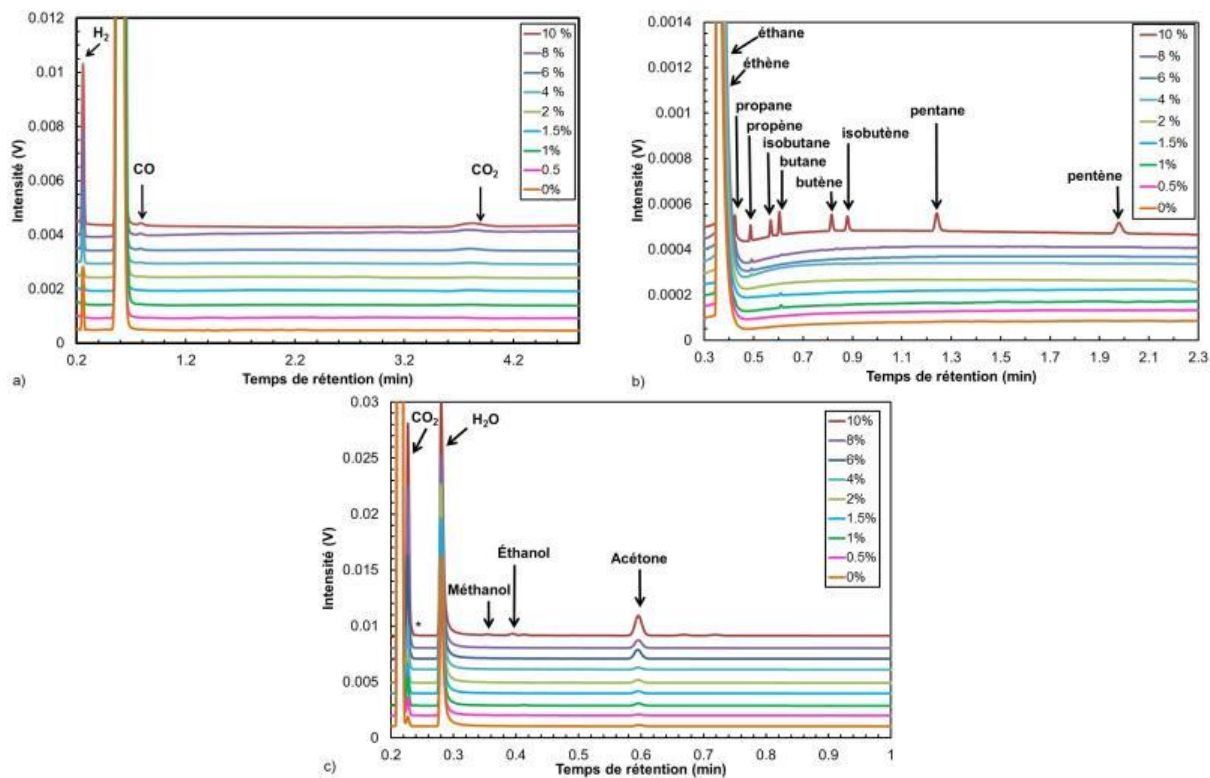 0.012
0.01
0.008
0.006
0.004
0.002
0
Intensité (V)
H2
CO
CO2
10 %
8 %
6 %
4 %
2 %
1.5%
1%
0.5
0%
0.2
1.2
2.2
3.2
4.2
Temps de rétention (min)
a)
0.0014
0.0012
0.001
0.0008
0.0006
0.0004
0.0002
0
Intensité (V)
éthane
éthène
propane
propène
isobutane
butane
butène
isobutène
pentane
pentène
10 %
8%
6%
4 %
2 %
1.5%
1%
0.5%
0%
0.3
0.5
0.7
0.9
1.1
1.3
1.5
1.7
1.9
2.1
2.3
Temps de rétention (min)
b)
0.03
0.025
0.02
0.015
0.01
0.005
0
Intensité (V)
CO2
H2O
*
Méthanol
Éthanol
Acétone
10%
8%
6%
4%
2%
1.5%
1%
0.5%
0%
0.2
0.3
0.4
0.5
0.6
0.7
0.8
0.9
1
Temps de rétention (min)
c)